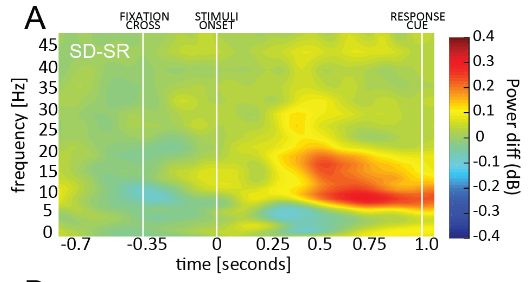 A
FIXATION
CROSS
STIMULI
ONSET
RESPONSE
CUE
SD-SR
45
40
35
30
25
20
15
10
5
0
frequency [Hz]
-0.7
-0.35
0
0.25
0.5
0.75
1.0
time [seconds]
0.4
0.3
0.2
0.1
0
-0.1
-0.2
-0.3
-0.4
Power diff (dB)